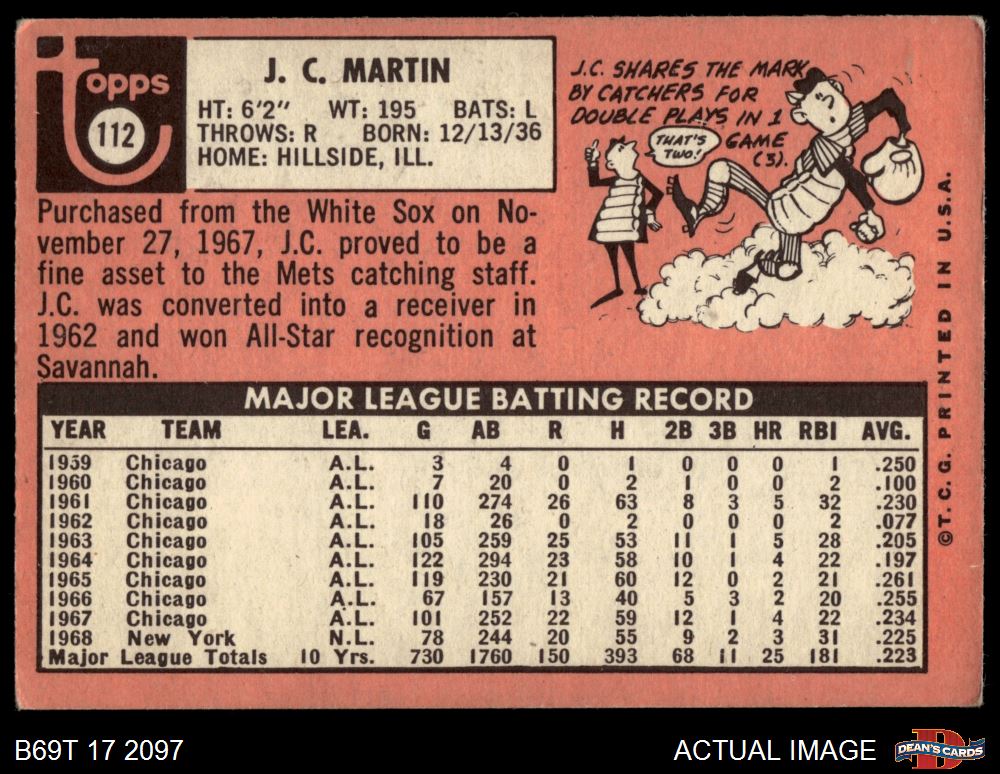 topps
112
J. C. MARTIN
HT: 6'2" WT: 195 BATS: L
THROWS: R BORN: 12/13/36
HOME: HILLSIDE, ILL.
J.C. SHARES THE MARK
BY CATCHERS FOR
DOUBLE PLAYS IN 1
GAME
(3).
THAT'S
TWO!
Purchased from the White Sox on No-
vember 27, 1967, J.C. proved to be a
fine asset to the Mets catching staff.
J.C. was converted into a receiver in
1962 and won All-Star recognition at
Savannah.
MAJOR LEAGUE BATTING RECORD
YEAR TEAM LEA. G AB R H 2B 3B HR RBI AVG.
1959 Chicago A.L. 3 4 0 1 0 0 0 1 .250
1960 Chicago A.L. 7 20 0 2 1 0 0 2 .100
1961 Chicago A.L. 110 274 26 63 8 3 5 32 .230
1962 Chicago A.L. 18 26 0 2 0 0 0 2 .077
1963 Chicago A.L. 105 259 25 53 11 1 5 28 .205
1964 Chicago A.L. 122 294 23 58 10 1 4 22 .197
1965 Chicago A.L. 119 230 21 60 12 0 2 21 .261
1966 Chicago A.L. 67 157 13 40 5 3 2 20 .255
1967 Chicago A.L. 101 252 22 59 12 1 4 22 .234
1968 New York N.L. 78 244 20 55 9 2 3 31 .225
Major League Totals 10 Yrs. 730 1760 150 393 68 11 25 181 .223
©T. C. G. PRINTED IN U.S.A.
B69T 17 2097
ACTUAL IMAGE
D
DEAN'S CARDS